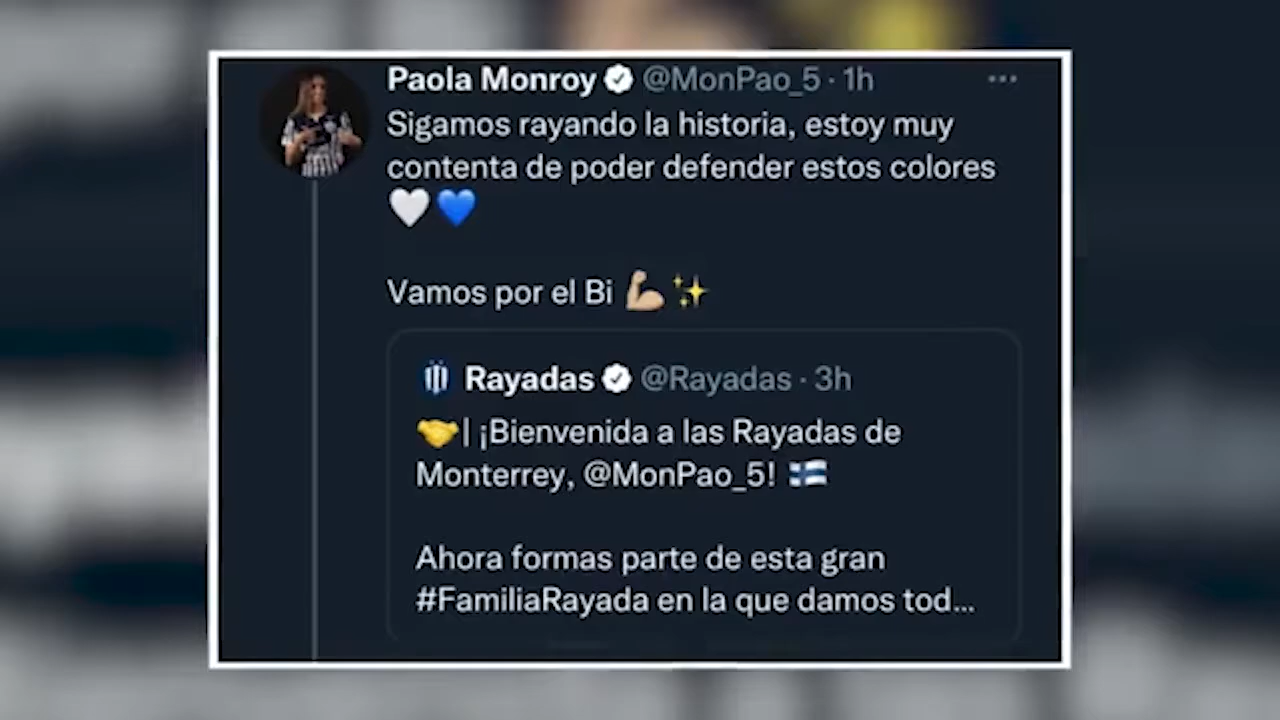 Paola Monroy @MonPao_5 · 1h
Sigamos rayando la historia, estoy muy
contenta de poder defender estos colores
🤍💙
Vamos por el Bi 💪🏼✨
Rayadas @Rayadas · 3h
🤝| ¡Bienvenida a las Rayadas de
Monterrey, @MonPao_5! 🇫🇮
Ahora formas parte de esta gran
#FamiliaRayada en la que damos tod...